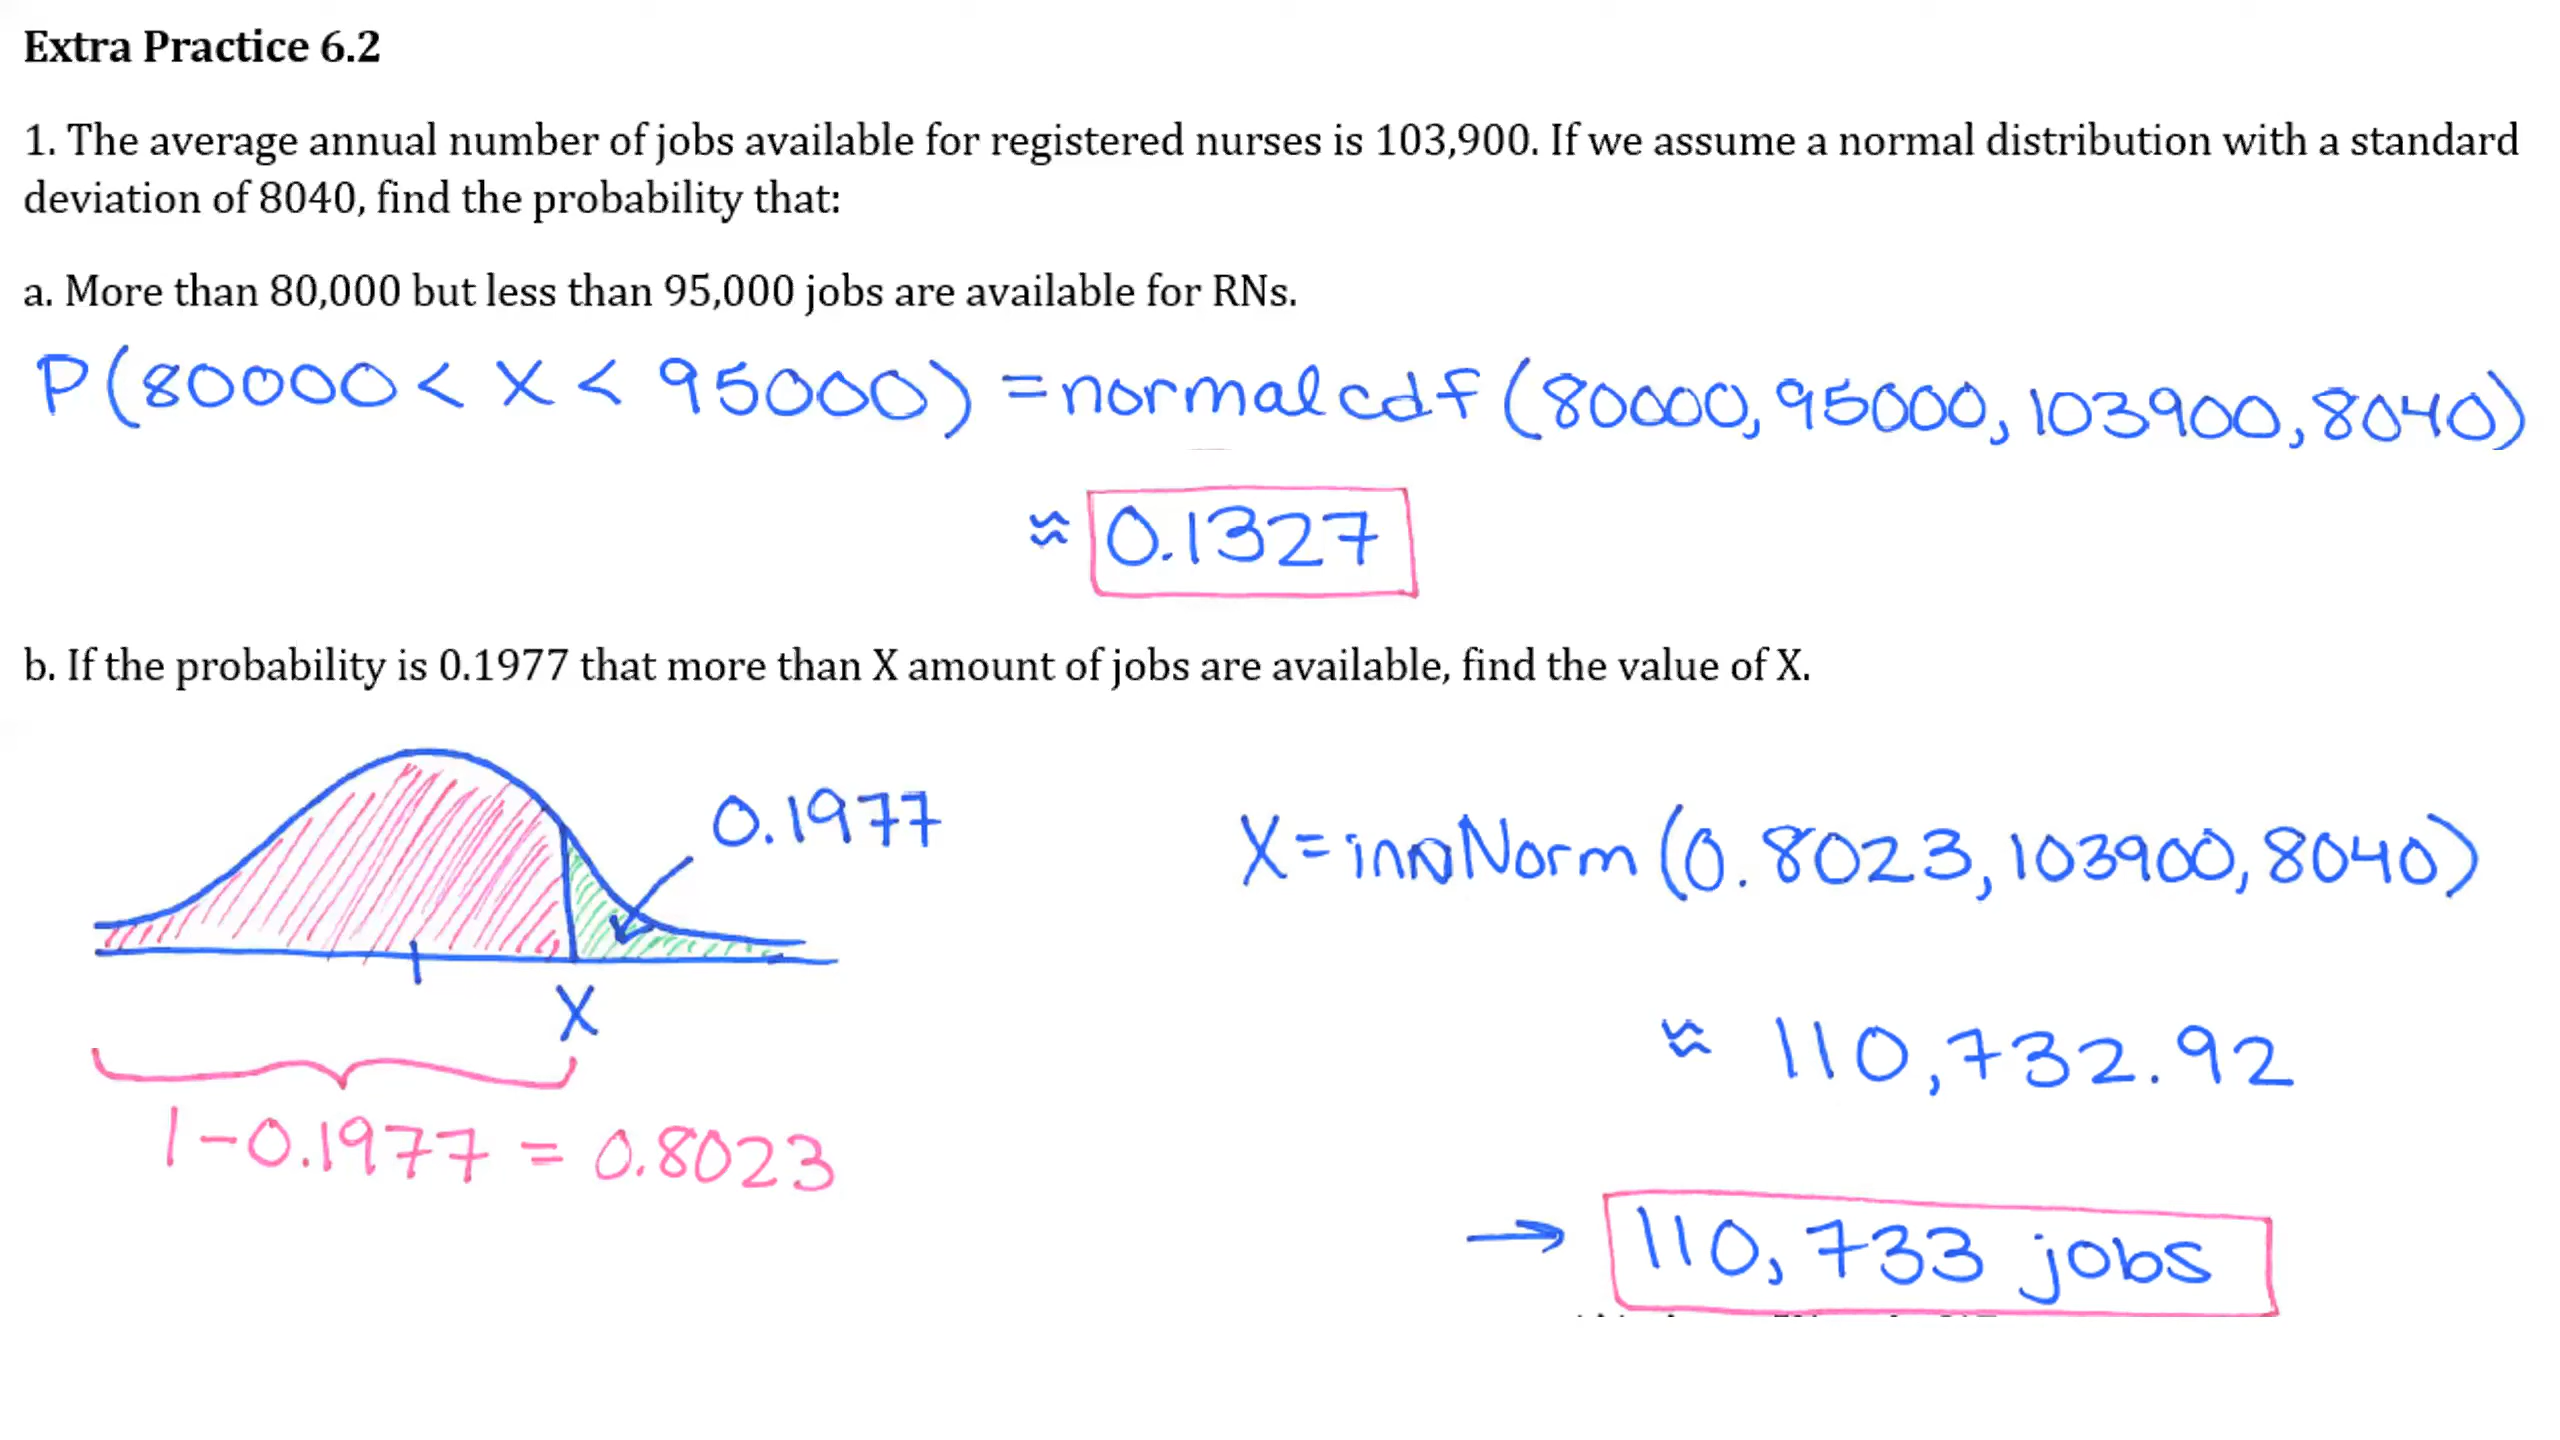 Extra Practice 6.2
1. The average annual number of jobs available for registered nurses is 103,900. If we assume a normal distribution with a standard
deviation of 8040, find the probability that:
a. More than 80,000 but less than 95,000 jobs are available for RNs.
P(80000 < X < 95000) = normalcdf(80000, 95000, 103900, 8040)
≈ 0.1327
b. If the probability is 0.1977 that more than X amount of jobs are available, find the value of X.
0.1977
X = invNorm(0.8023, 103900, 8040)
X
≈ 110,732.92
1 - 0.1977 = 0.8023
→ 110,733 jobs